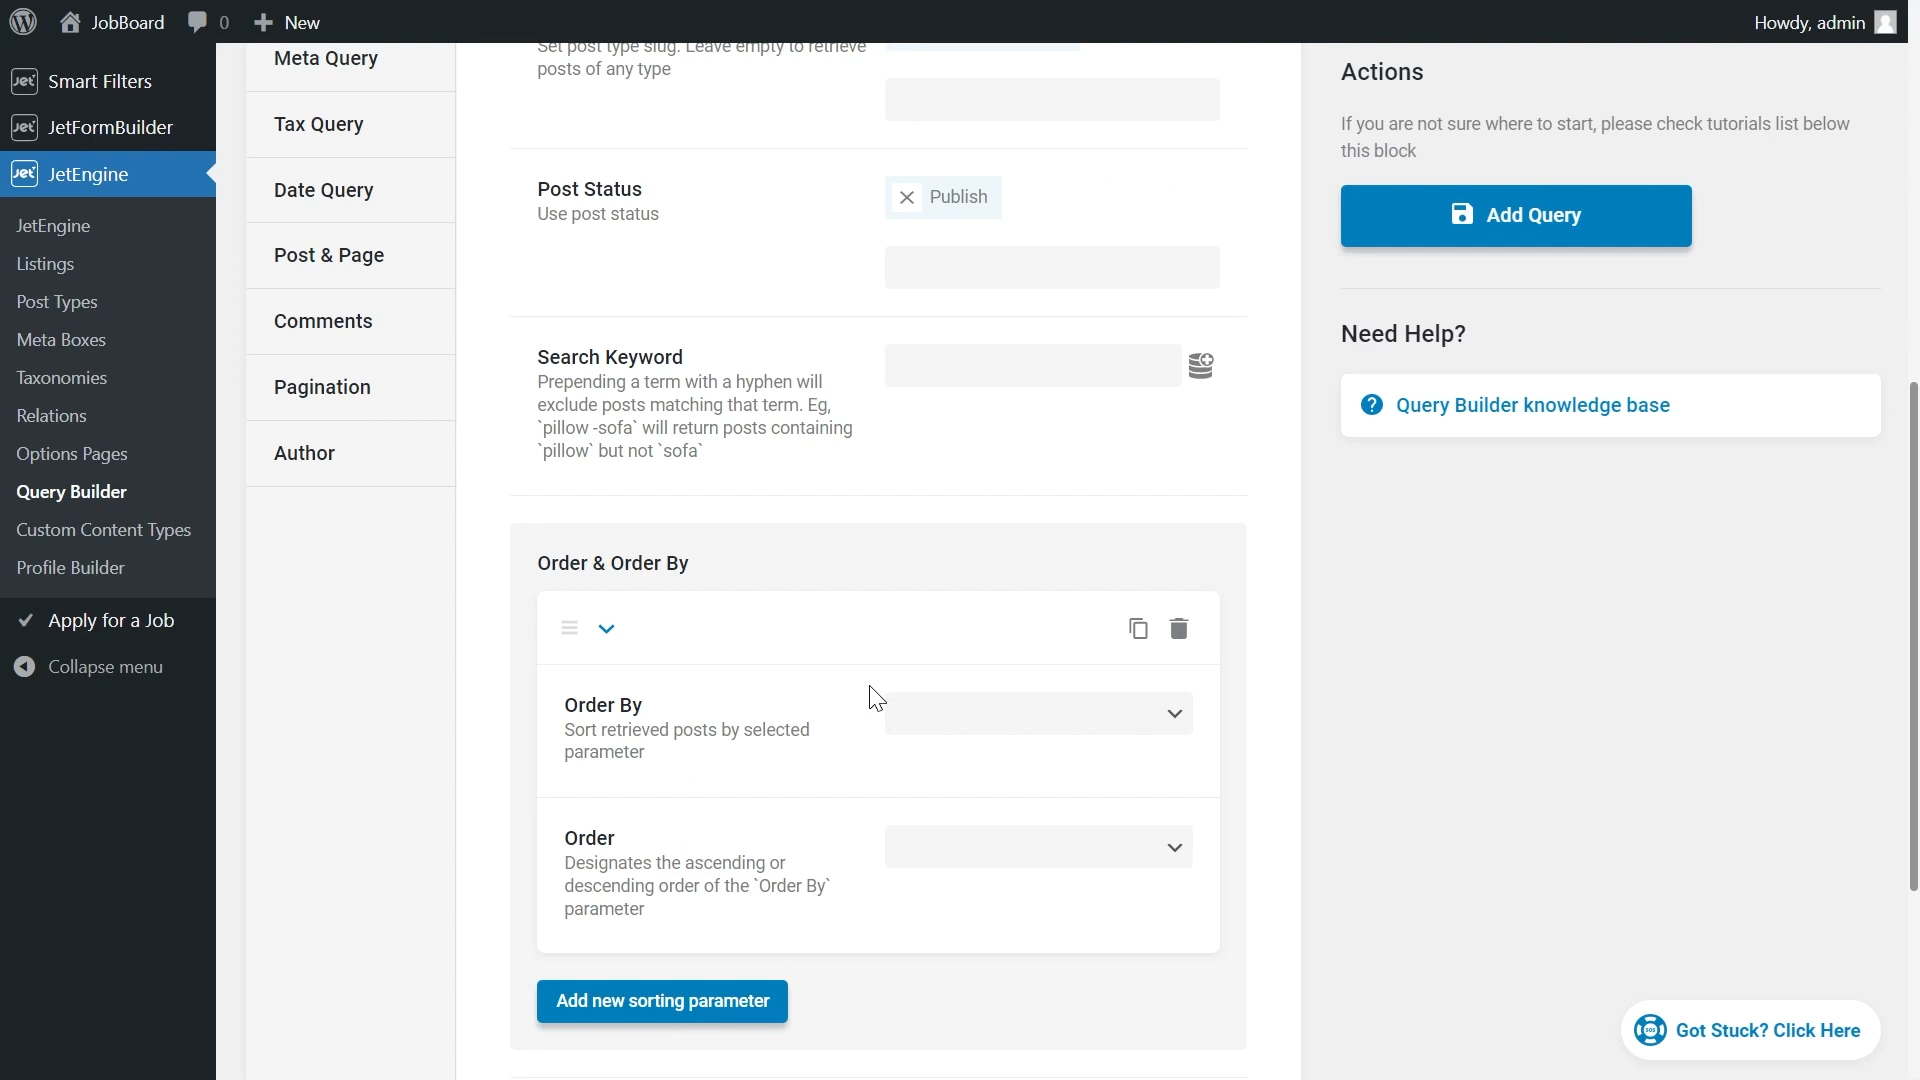 JobBoard
0
New
Howdy, admin
Smart Filters
JetFormBuilder
JetEngine
JetEngine
Listings
Post Types
Meta Boxes
Taxonomies
Relations
Options Pages
Query Builder
Custom Content Types
Profile Builder
Apply for a Job
Collapse menu
Meta Query
Tax Query
Date Query
Post & Page
Comments
Pagination
Author
Set post type slug. Leave empty to retrieve
posts of any type
Post Status
Use post status
Publish
Search Keyword
Prepending a term with a hyphen will
exclude posts matching that term. Eg,
`pillow -sofa` will return posts containing
`pillow` but not `sofa`
Order & Order By
Order By
Sort retrieved posts by selected
parameter
Order
Designates the ascending or
descending order of the `Order By`
parameter
Add new sorting parameter
Actions
If you are not sure where to start, please check tutorials list below
this block
Add Query
Need Help?
Query Builder knowledge base
Got Stuck? Click Here